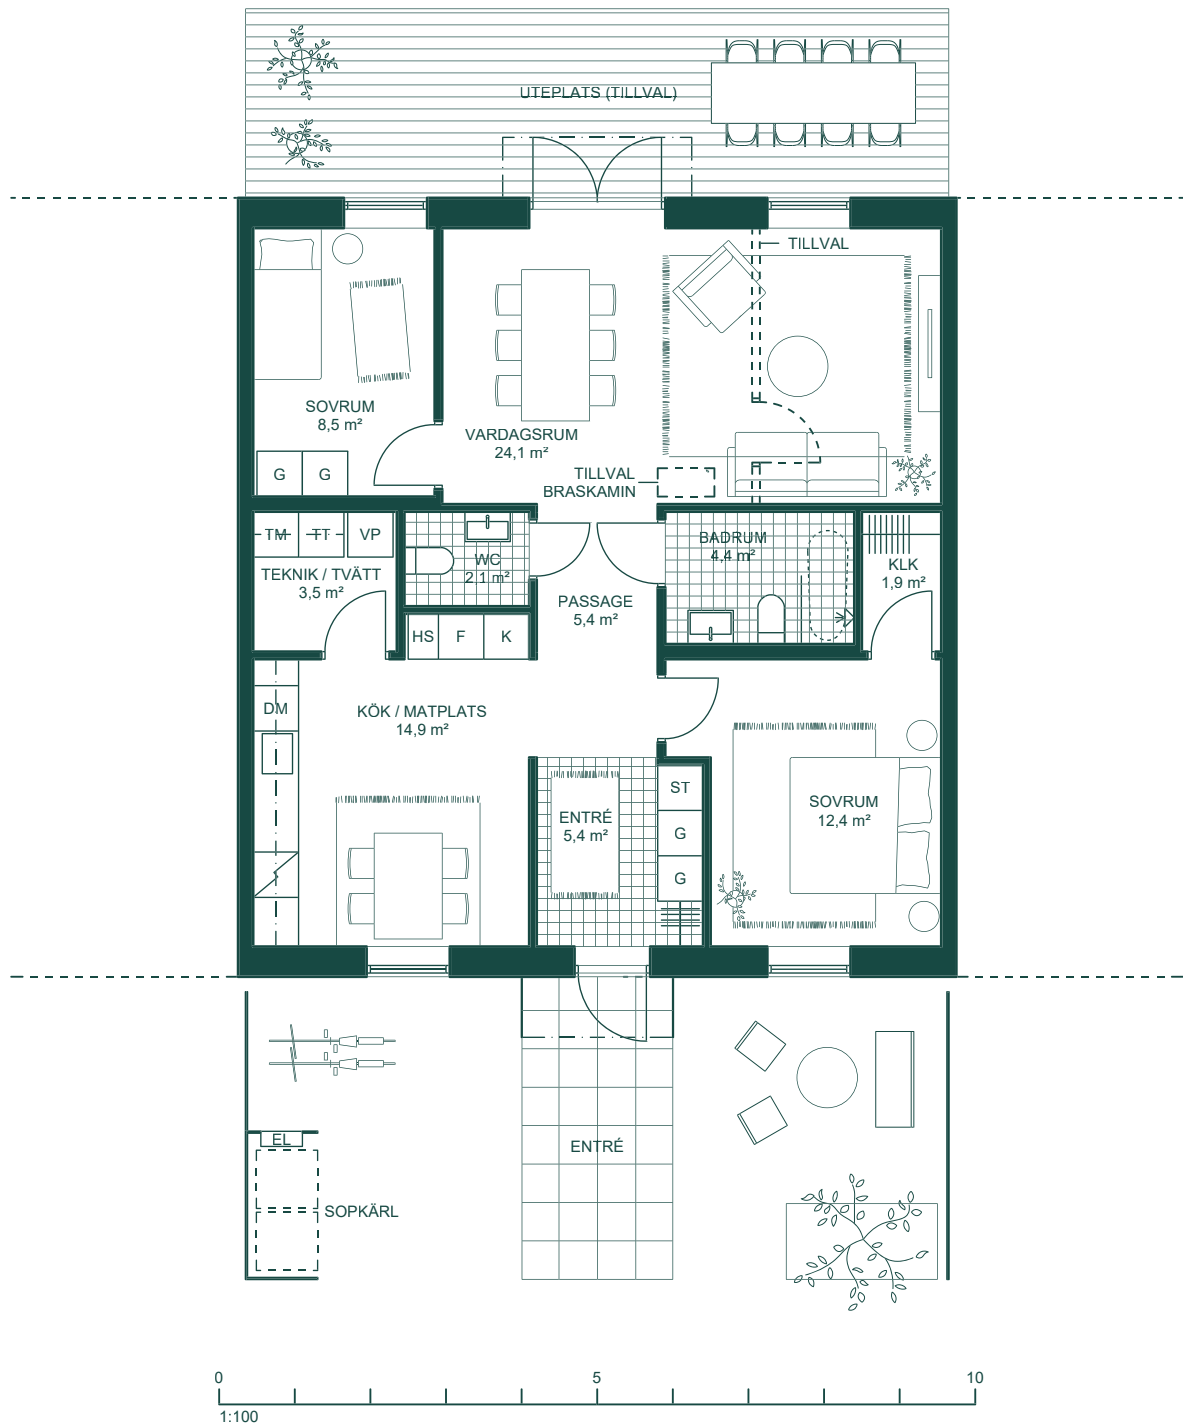 UTEPLATS (TILLVAL)
TILLVAL
SOVRUM
8,5 m²
VARDAGSRUM
24,1 m²
TILLVAL
BRASKAMIN
G
G
TM
TT
VP
TEKNIK / TVÄTT
3,5 m²
WC
2,1 m²
BADRUM
4,4 m²
KLK
1,9 m²
PASSAGE
5,4 m²
HS
F
K
DM
KÖK / MATPLATS
14,9 m²
ENTRÉ
5,4 m²
ST
G
G
SOVRUM
12,4 m²
EL
ENTRÉ
SOPKÄRL
0
5
10
1:100